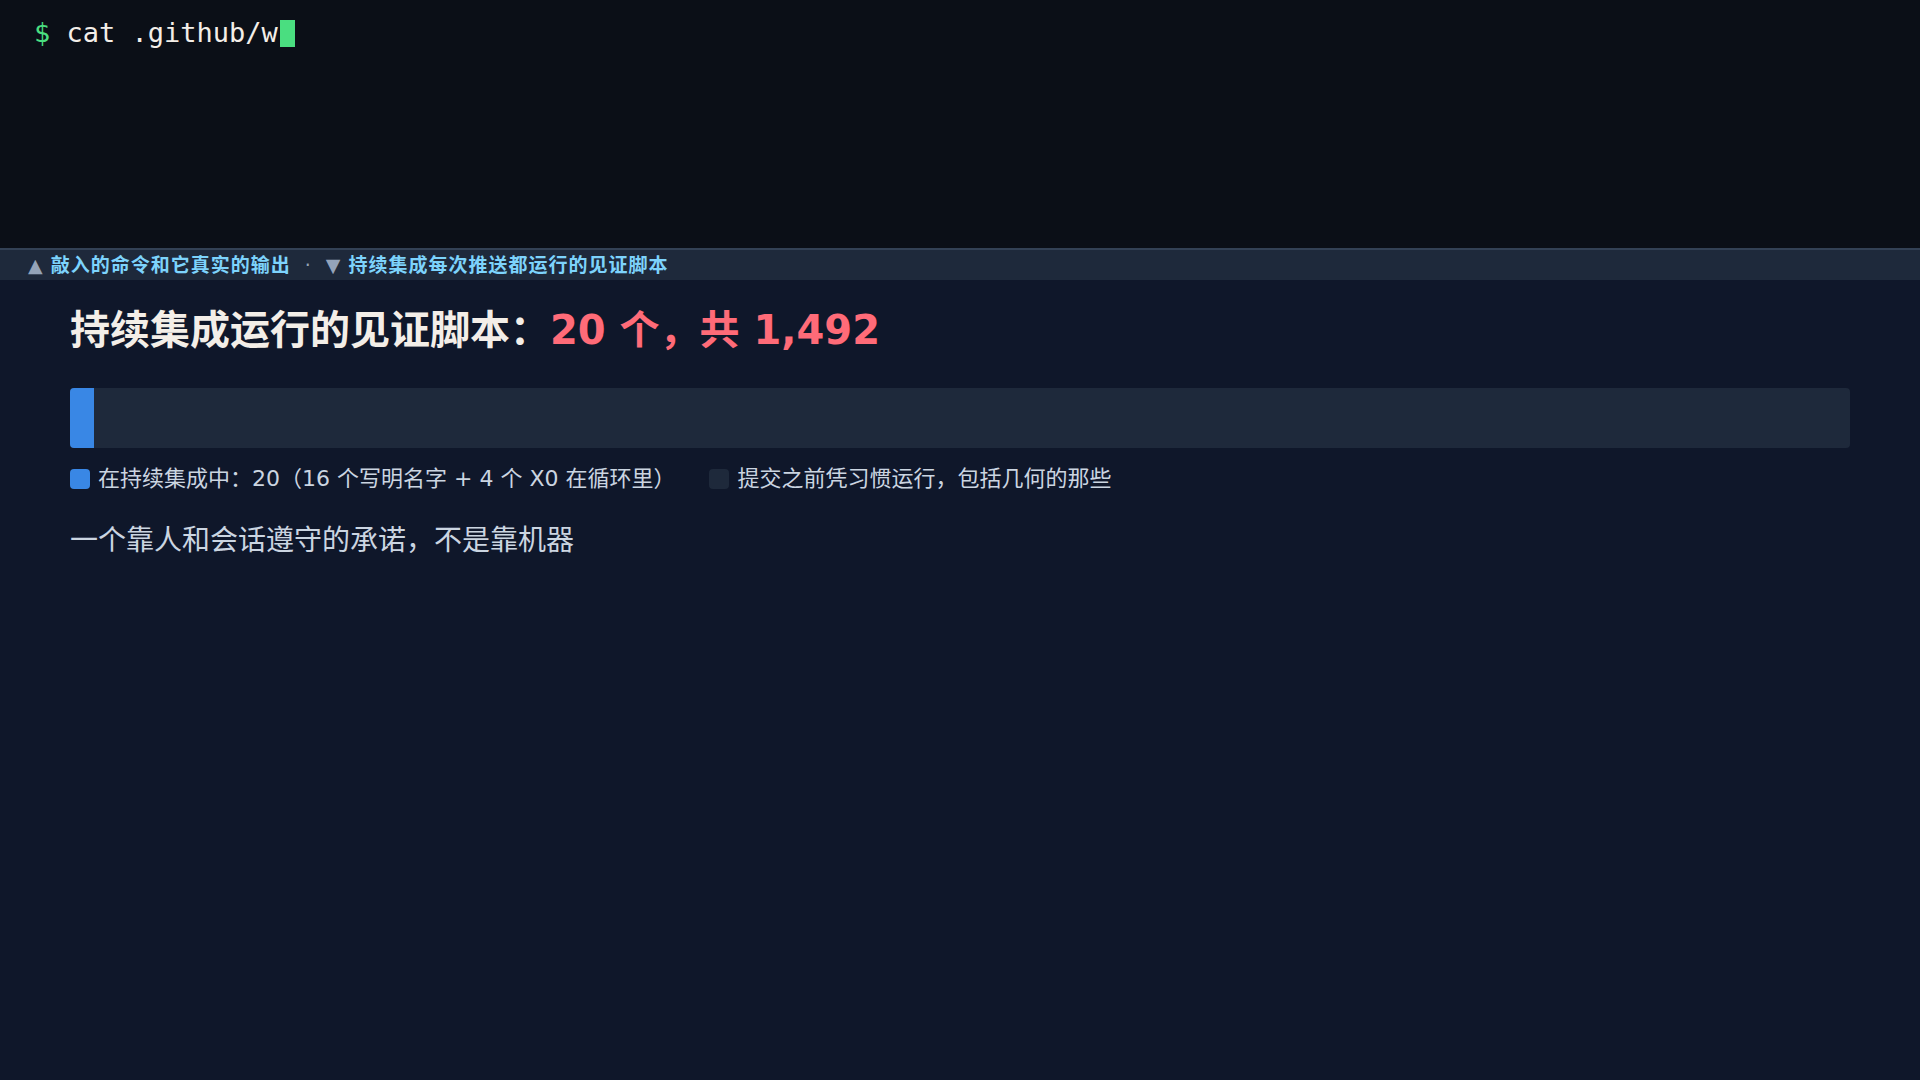 $ cat .github/w
▲ 敲入的命令和它真实的输出 · ▼ 持续集成每次推送都运行的见证脚本
持续集成运行的见证脚本：20 个，共 1,492
在持续集成中：20（16 个写明名字 + 4 个 X0 在循环里） 提交之前凭习惯运行，包括几何的那些
一个靠人和会话遵守的承诺，不是靠机器